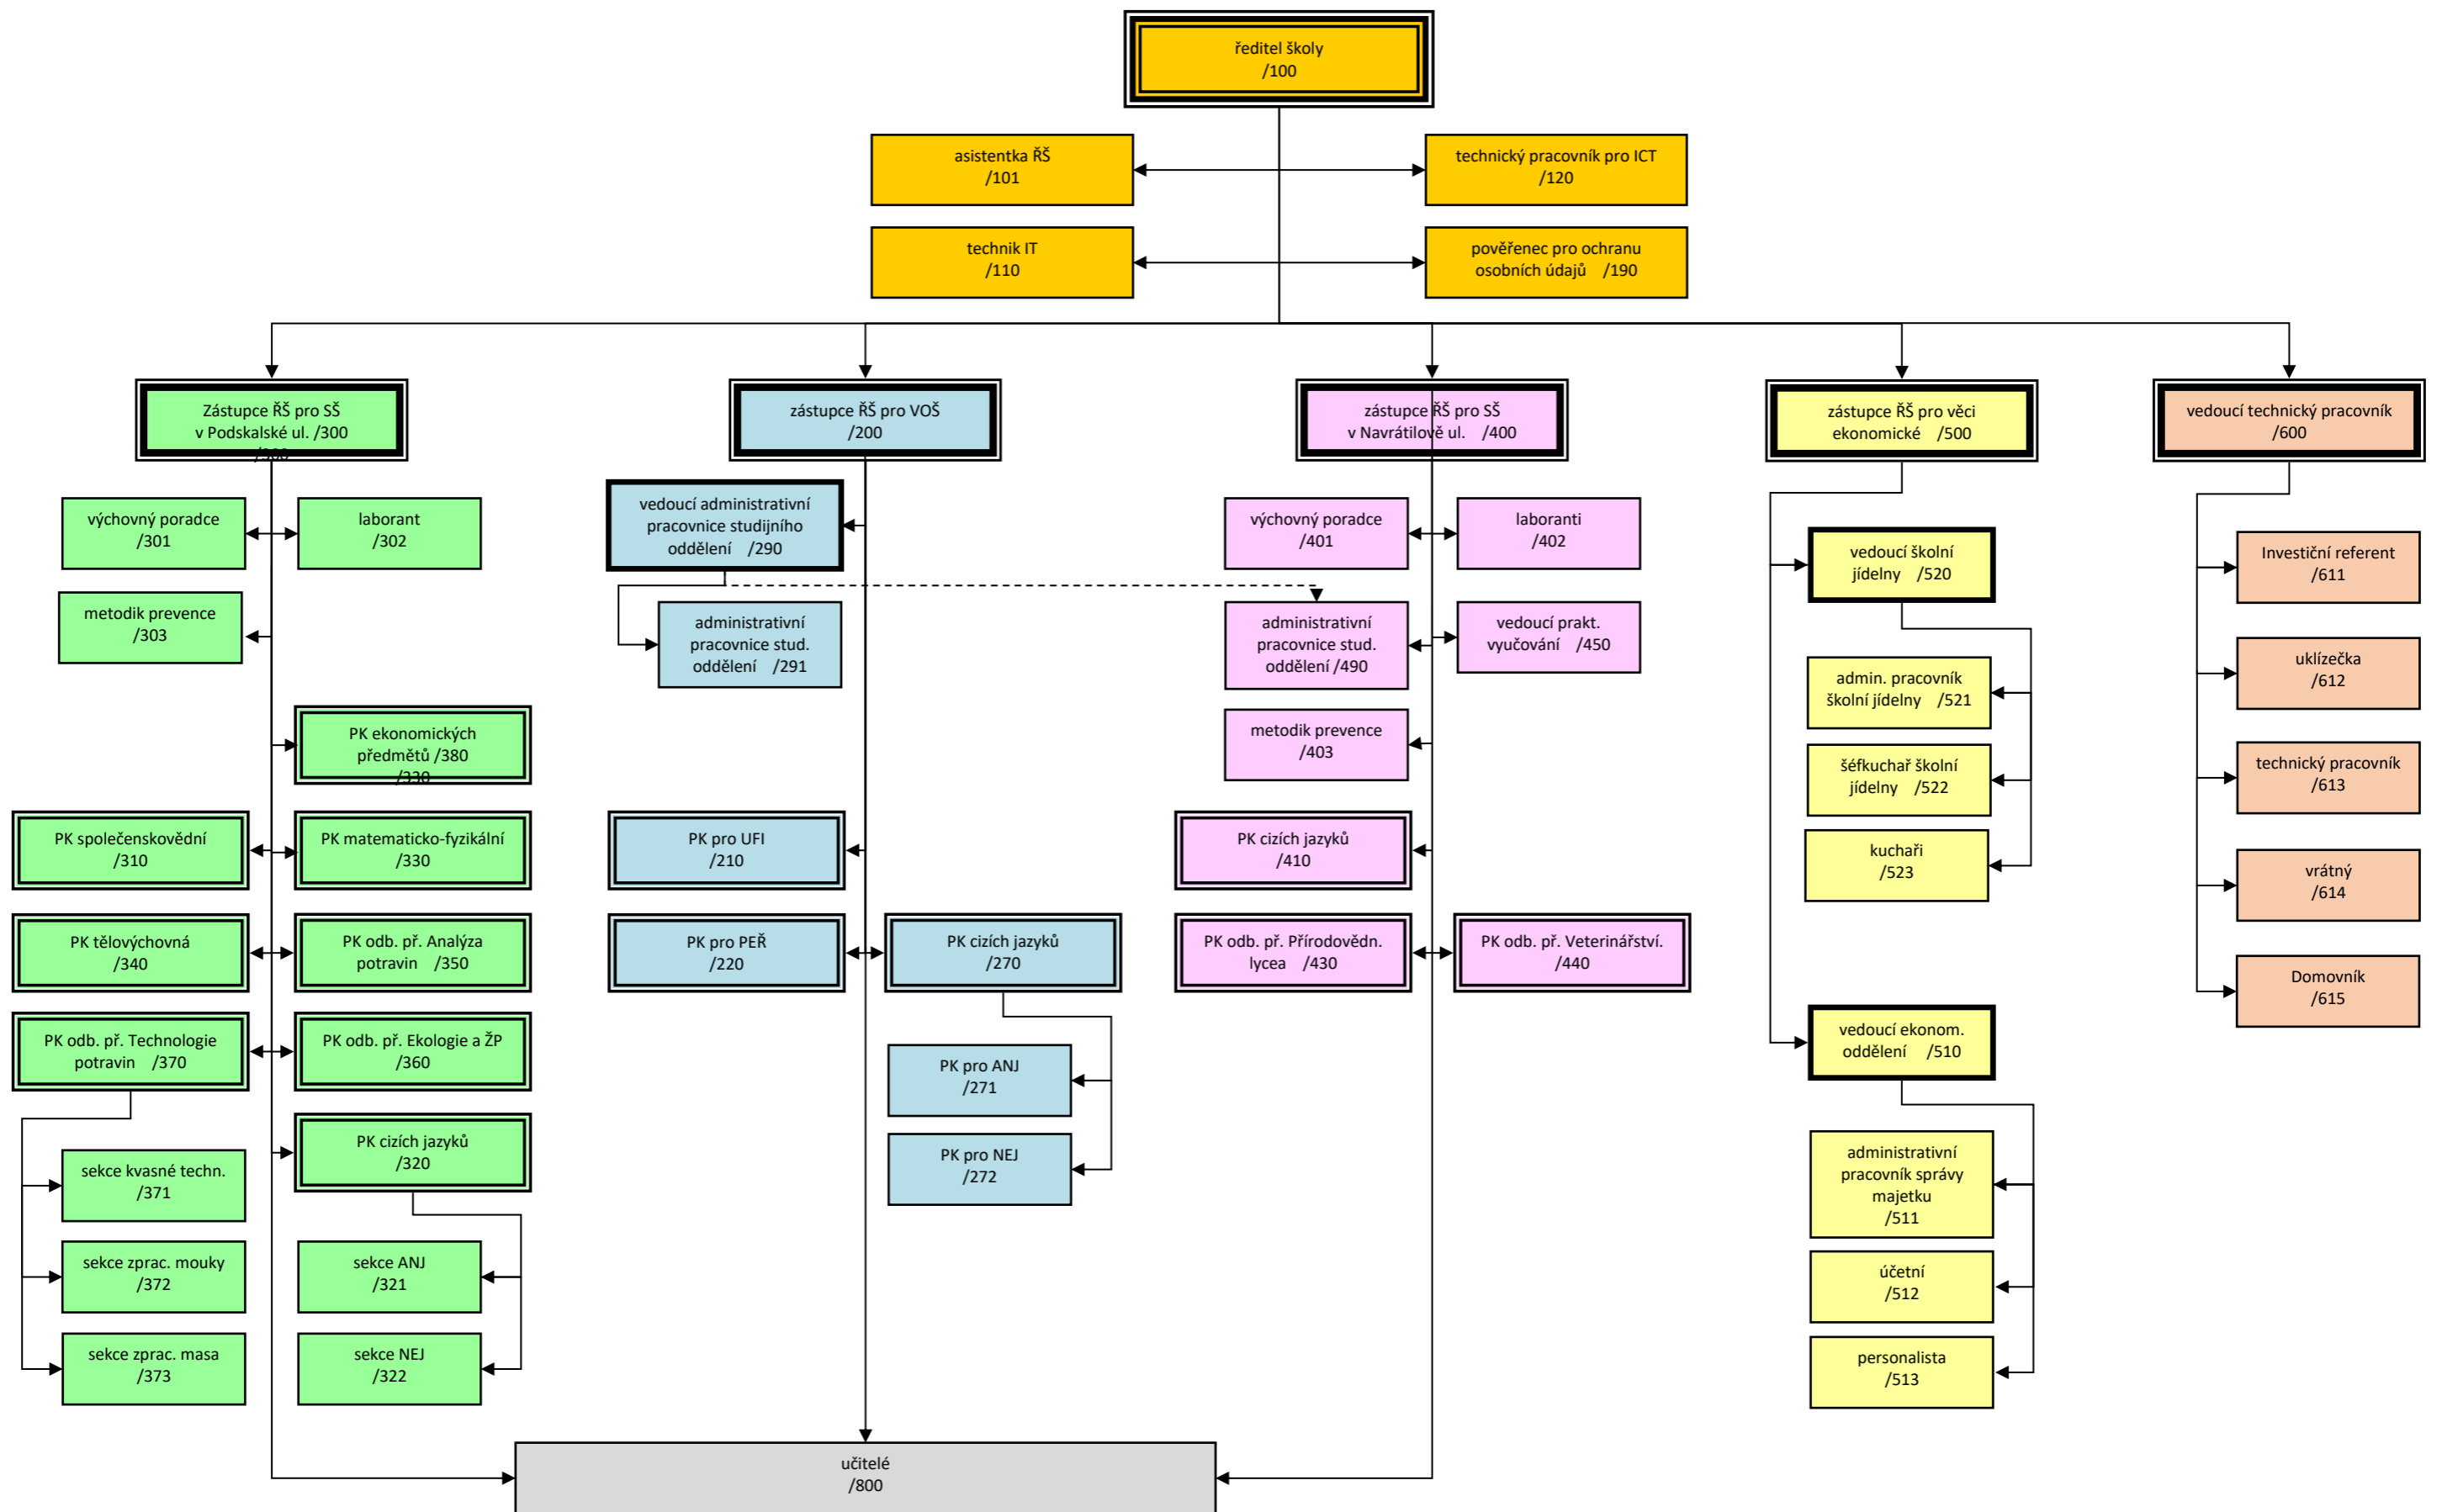 ředitel školy
/100
asistentka ŘŠ
/101
technický pracovník pro ICT
/120
technik IT
/110
pověřenec pro ochranu
osobních údajů /190
Zástupce ŘŠ pro SŠ
v Podskalské ul. /300
/300
zástupce ŘŠ pro VOŠ
/200
zástupce ŘŠ pro SŠ
v Navrátilově ul. /400
zástupce ŘŠ pro věci
ekonomické /500
vedoucí technický pracovník
/600
výchovný poradce
/301
laborant
/302
metodik prevence
/303
PK ekonomických
předmětů /380
/330
PK společenskovědní
/310
PK matematicko-fyzikální
/330
PK tělovýchovná
/340
PK odb. př. Analýza
potravin /350
PK odb. př. Technologie
potravin /370
PK odb. př. Ekologie a ŽP
/360
PK cizích jazyků
/320
sekce kvasné techn.
/371
sekce zprac. mouky
/372
sekce zprac. masa
/373
sekce ANJ
/321
sekce NEJ
/322
vedoucí administrativní
pracovnice studijního
oddělení /290
administrativní
pracovnice stud.
oddělení /291
PK pro UFI
/210
PK pro PEŘ
/220
PK cizích jazyků
/270
PK pro ANJ
/271
PK pro NEJ
/272
výchovný poradce
/401
laboranti
/402
administrativní
pracovnice stud.
oddělení /490
vedoucí prakt.
vyučování /450
metodik prevence
/403
PK cizích jazyků
/410
PK odb. př. Přírodovědn.
lycea /430
PK odb. př. Veterinářství.
/440
vedoucí školní
jídelny /520
admin. pracovník
školní jídelny /521
šéfkuchař školní
jídelny /522
kuchaři
/523
vedoucí ekonom.
oddělení /510
administrativní
pracovník správy
majetku
/511
účetní
/512
personalista
/513
Investiční referent
/611
uklízečka
/612
technický pracovník
/613
vrátný
/614
Domovník
/615
učitelé
/800